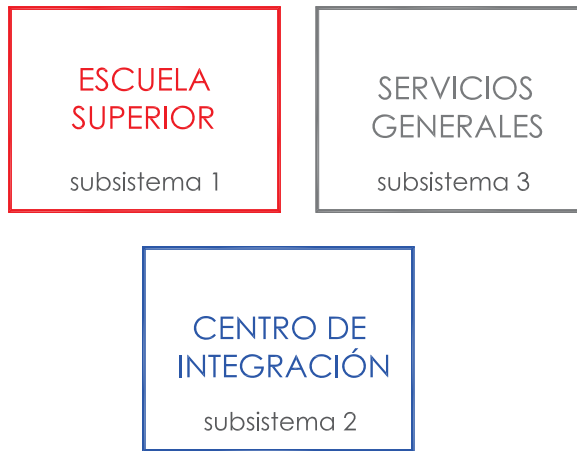 ESCUELA
SUPERIOR
subsistema 1
SERVICIOS
GENERALES
subsistema 3
CENTRO DE
INTEGRACIÓN
subsistema 2